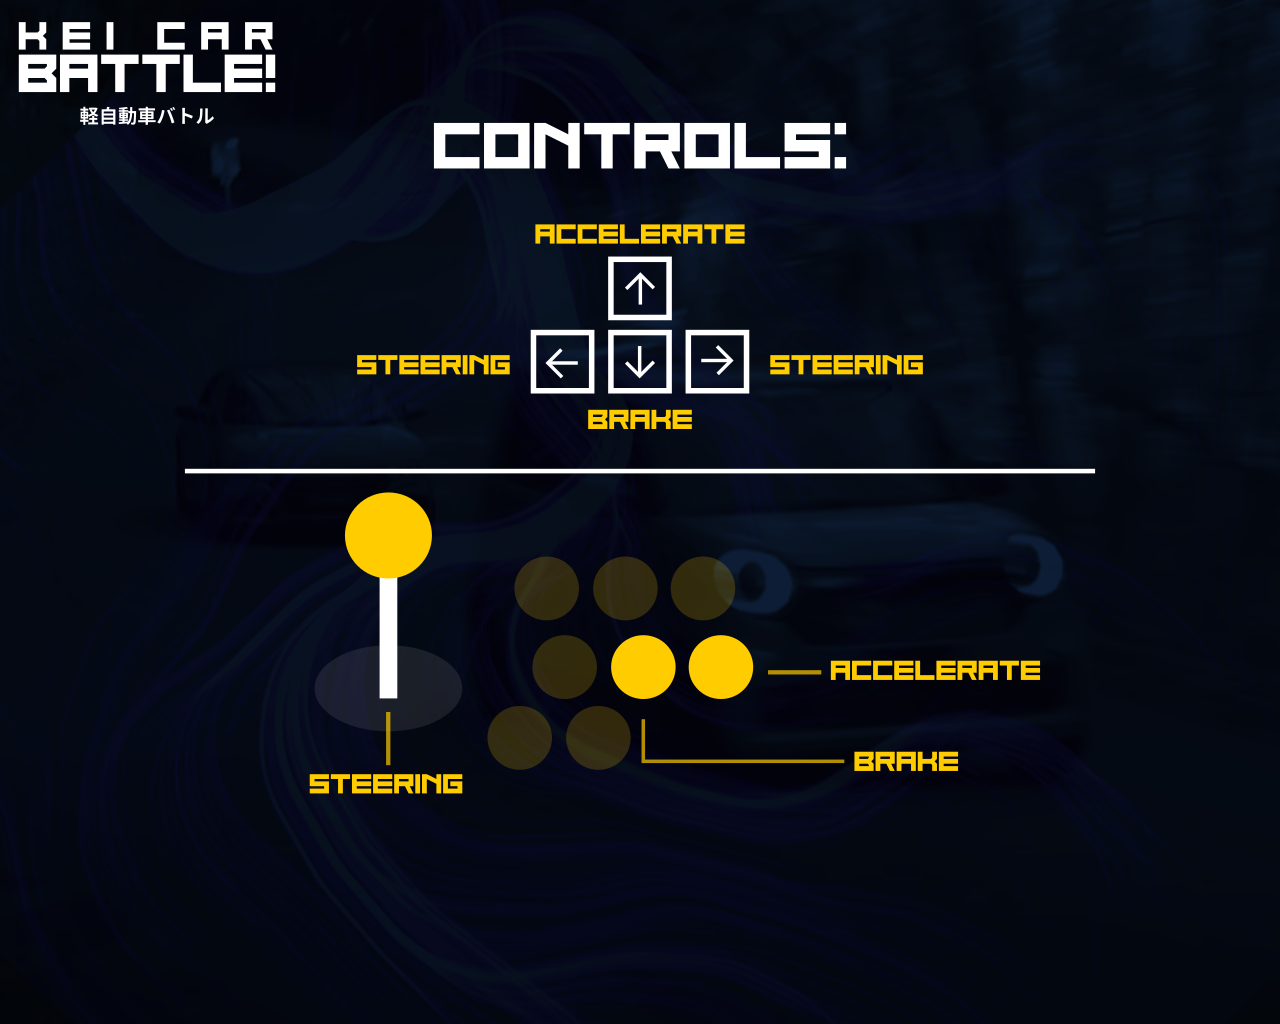 KEI CAR
BATTLE!
軽自動車バトル
CONTROLS:
ACCELERATE
STEERING
STEERING
BRAKE
ACCELERATE
BRAKE
STEERING